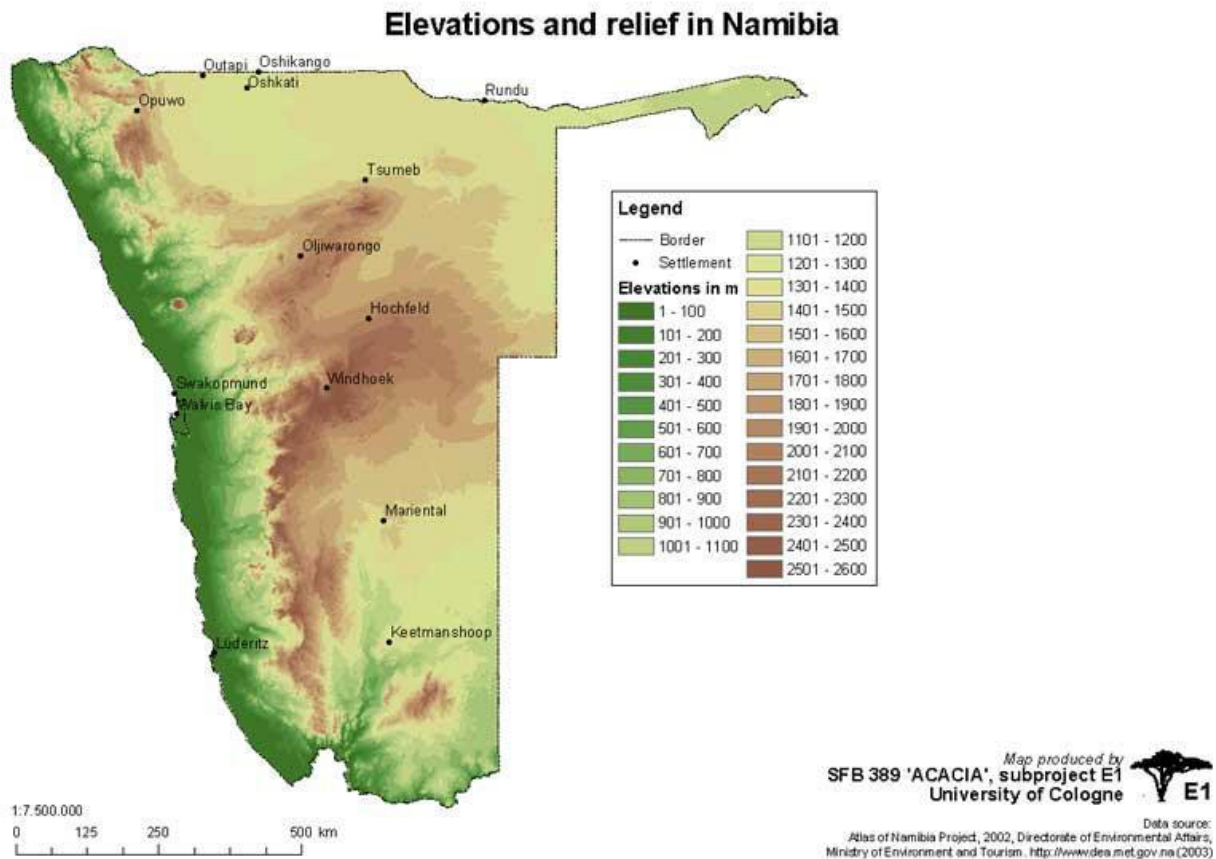 Elevations and relief in Namibia
Outapi
Oshikango
Oshkati
Opuwo
Rundu
Tsumeb
Oljiwarongo
Hochfeld
Windhoek
Swakopmund
Walvis Bay
Mariental
Keetmanshoop
Lüderitz
Legend
Border
Settlement
Elevations in m
1 - 100
101 - 200
201 - 300
301 - 400
401 - 500
501 - 600
601 - 700
701 - 800
801 - 900
901 - 1000
1001 - 1100
1101 - 1200
1201 - 1300
1301 - 1400
1401 - 1500
1501 - 1600
1601 - 1700
1701 - 1800
1801 - 1900
1901 - 2000
2001 - 2100
2101 - 2200
2201 - 2300
2301 - 2400
2401 - 2500
2501 - 2600
1:7.500.000
0 125 250 500 km
Map produced by
SFB 389 'ACACIA', subproject E1
University of Cologne
E1
Data source:
Atlas of Namibia Project, 2002, Directorate of Environmental Affairs,
Ministry of Environment and Tourism. http://www.dea.met.gov.na (2003)